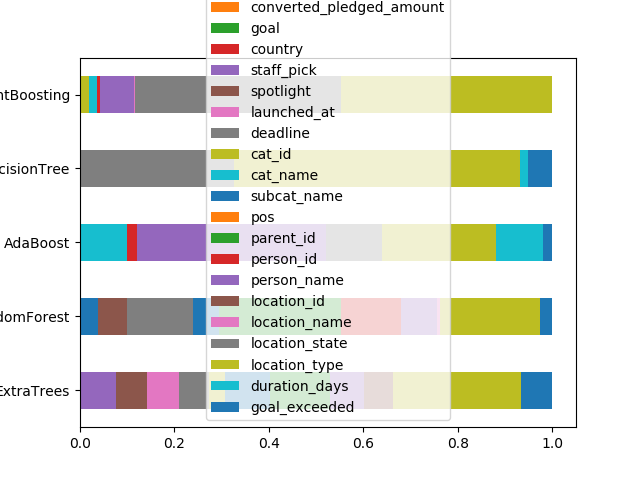 converted_pledged_amount
goal
country
staff_pick
spotlight
launched_at
deadline
cat_id
cat_name
subcat_name
pos
parent_id
person_id
person_name
location_id
location_name
location_state
location_type
duration_days
goal_exceeded
ntBoosting
cisionTree
AdaBoost
domForest
ExtraTrees
0.0 0.2 0.4 0.6 0.8 1.0